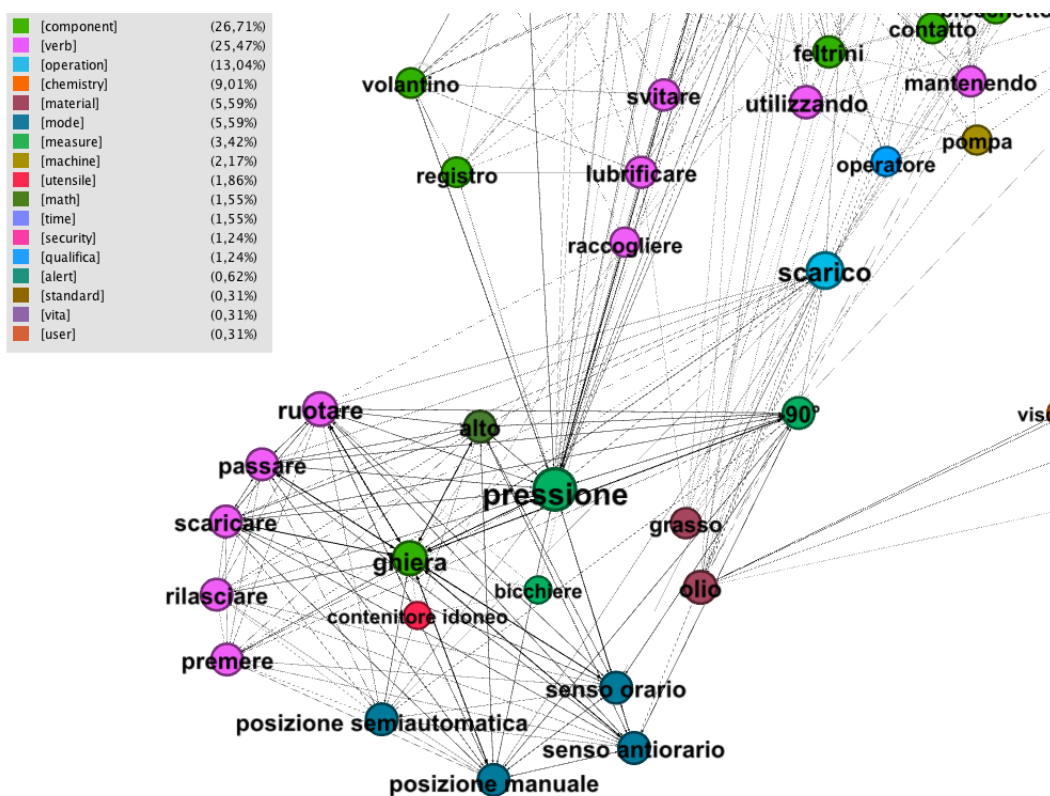 [component] (26,71%)
[verb] (25,47%)
[operation] (13,04%)
[chemistry] (9,01%)
[material] (5,59%)
[mode] (5,59%)
[measure] (3,42%)
[machine] (2,17%)
[utensile] (1,86%)
[math] (1,55%)
[time] (1,55%)
[security] (1,24%)
[qualifica] (1,24%)
[alert] (0,62%)
[standard] (0,31%)
[vita] (0,31%)
[user] (0,31%)
contatto
feltrini
volantino
svitare
utilizzando
mantenendo
pompa
registro
lubrificare
operatore
raccogliere
scarico
ruotare
alto
90°
passare
pressione
scaricare
grasso
ghiera
rilasciare
bicchiere
olio
contenitore idoneo
premere
senso orario
posizione semiautomatica
senso antiorario
posizione manuale